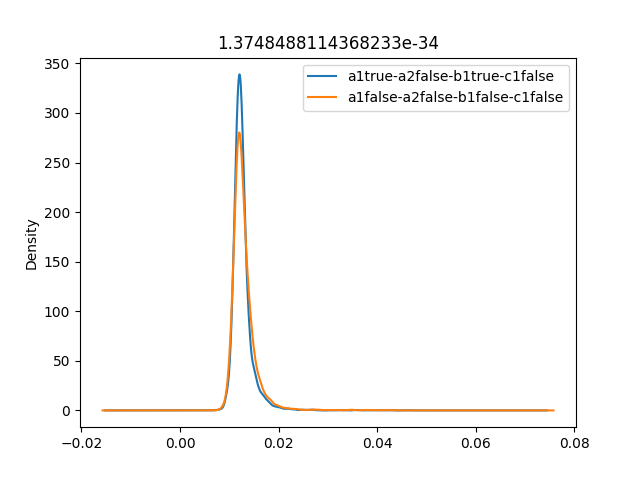 1.3748488114368233e-34
a1true-a2false-b1true-c1false
a1false-a2false-b1false-c1false
Density
350
300
250
200
150
100
50
0
−0.02 0.00 0.02 0.04 0.06 0.08